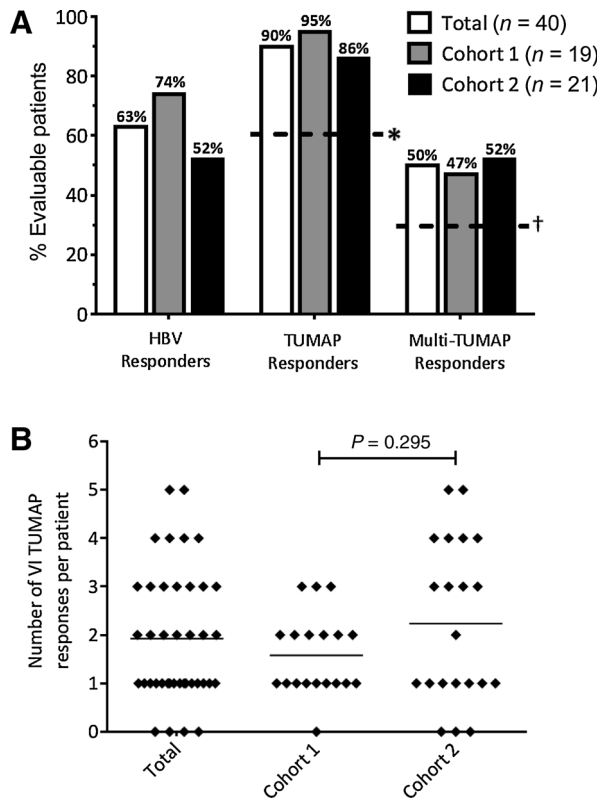 A
Total (n = 40)
Cohort 1 (n = 19)
Cohort 2 (n = 21)
% Evaluable patients
100
80
60
40
20
0
63%
74%
52%
90%
95%
86%
50%
47%
52%
*
†
HBV
Responders
TUMAP
Responders
Multi-TUMAP
Responders
B
P = 0.295
Number of VI TUMAP
responses per patient
6
5
4
3
2
1
0
Total
Cohort 1
Cohort 2